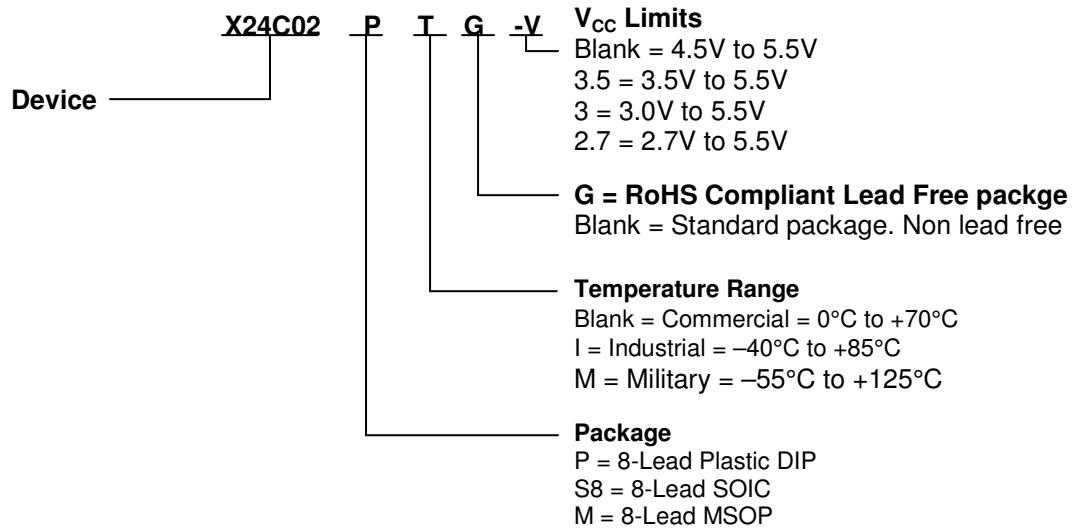 X24C02 P T G -V
Device
VCC Limits
Blank = 4.5V to 5.5V
3.5 = 3.5V to 5.5V
3 = 3.0V to 5.5V
2.7 = 2.7V to 5.5V
G = RoHS Compliant Lead Free packge
Blank = Standard package. Non lead free
Temperature Range
Blank = Commercial = 0°C to +70°C
I = Industrial = –40°C to +85°C
M = Military = –55°C to +125°C
Package
P = 8-Lead Plastic DIP
S8 = 8-Lead SOIC
M = 8-Lead MSOP